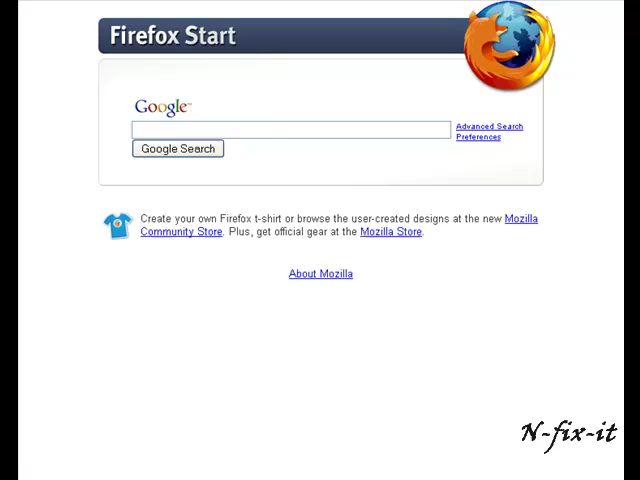 Firefox Start
Google™
Advanced Search
Preferences
Google Search
Create your own Firefox t-shirt or browse the user-created designs at the new Mozilla
Community Store. Plus, get official gear at the Mozilla Store.
About Mozilla
N-fix-it